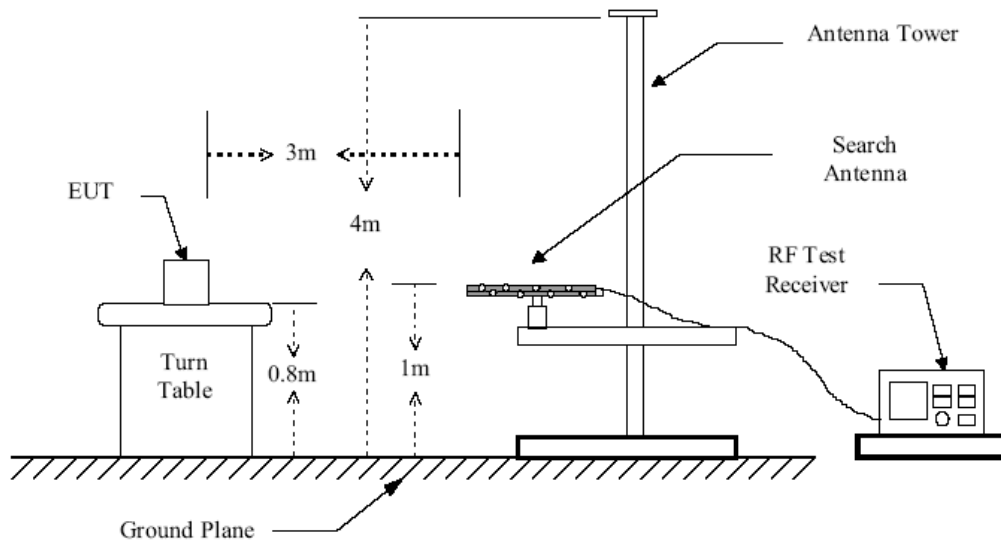 Antenna Tower
3m
Search
Antenna
EUT
4m
RF Test
Receiver
Turn
Table
0.8m
1m
Ground Plane